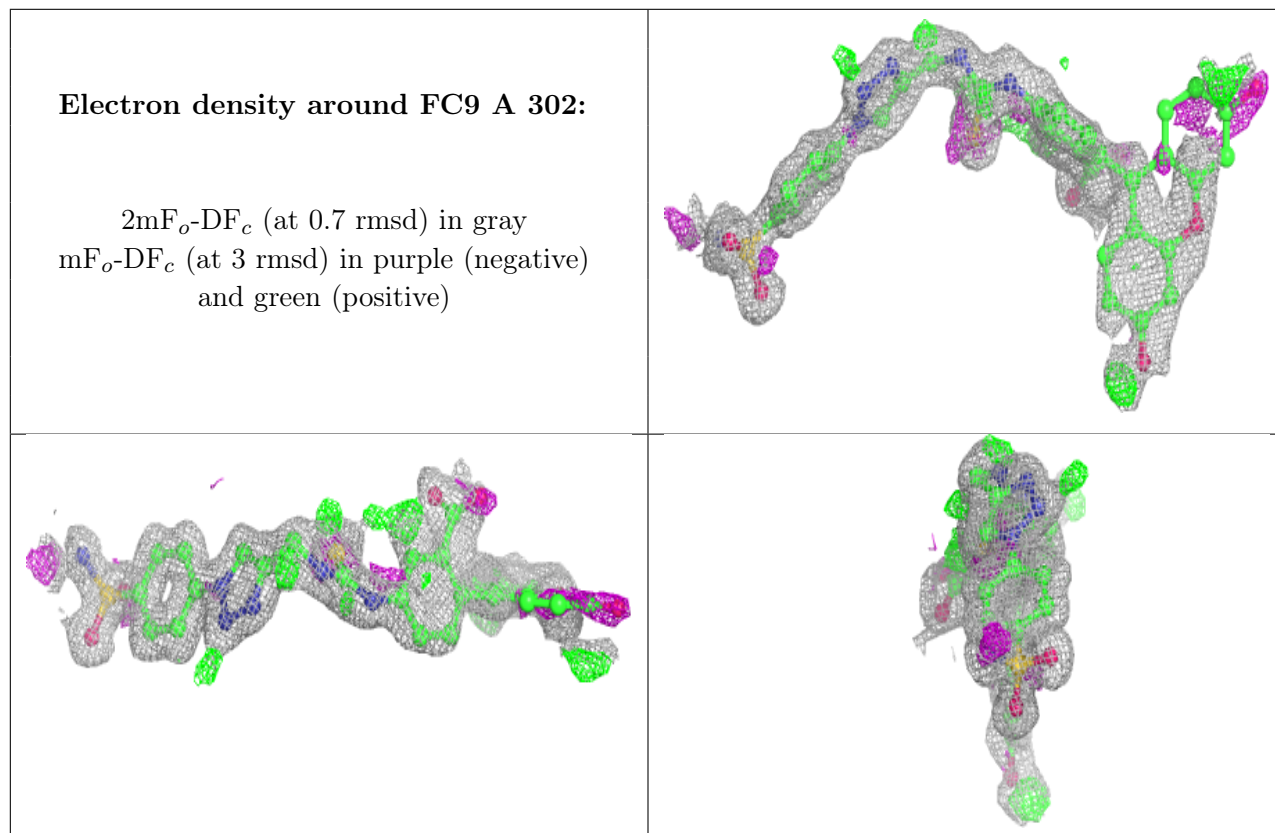 Electron density around FC9 A 302:
2mFₒ-DF𝒸 (at 0.7 rmsd) in gray
mFₒ-DF𝒸 (at 3 rmsd) in purple (negative)
and green (positive)